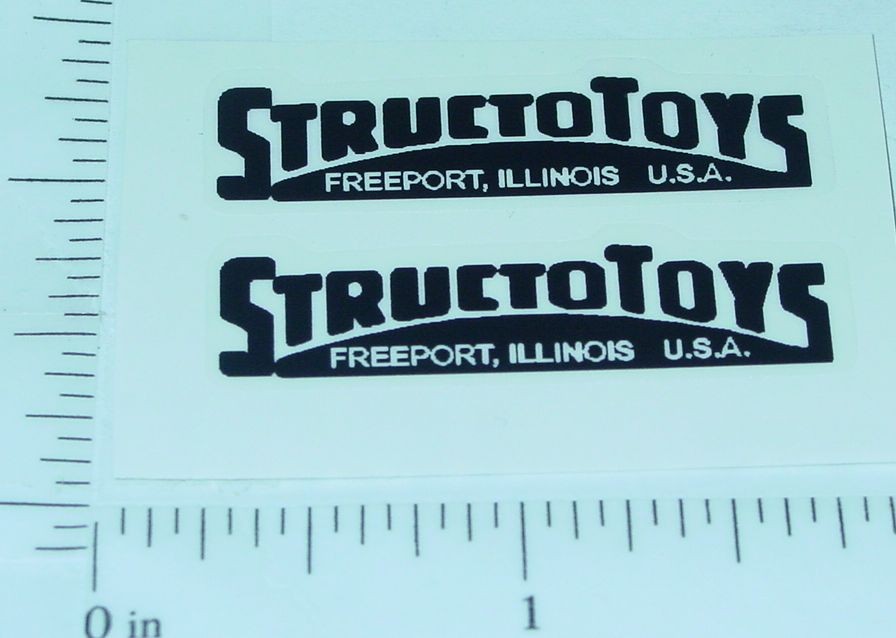 STRUCTOTOYS
FREEPORT, ILLINOIS U.S.A.
STRUCTOTOYS
FREEPORT, ILLINOIS U.S.A.
0 in 1